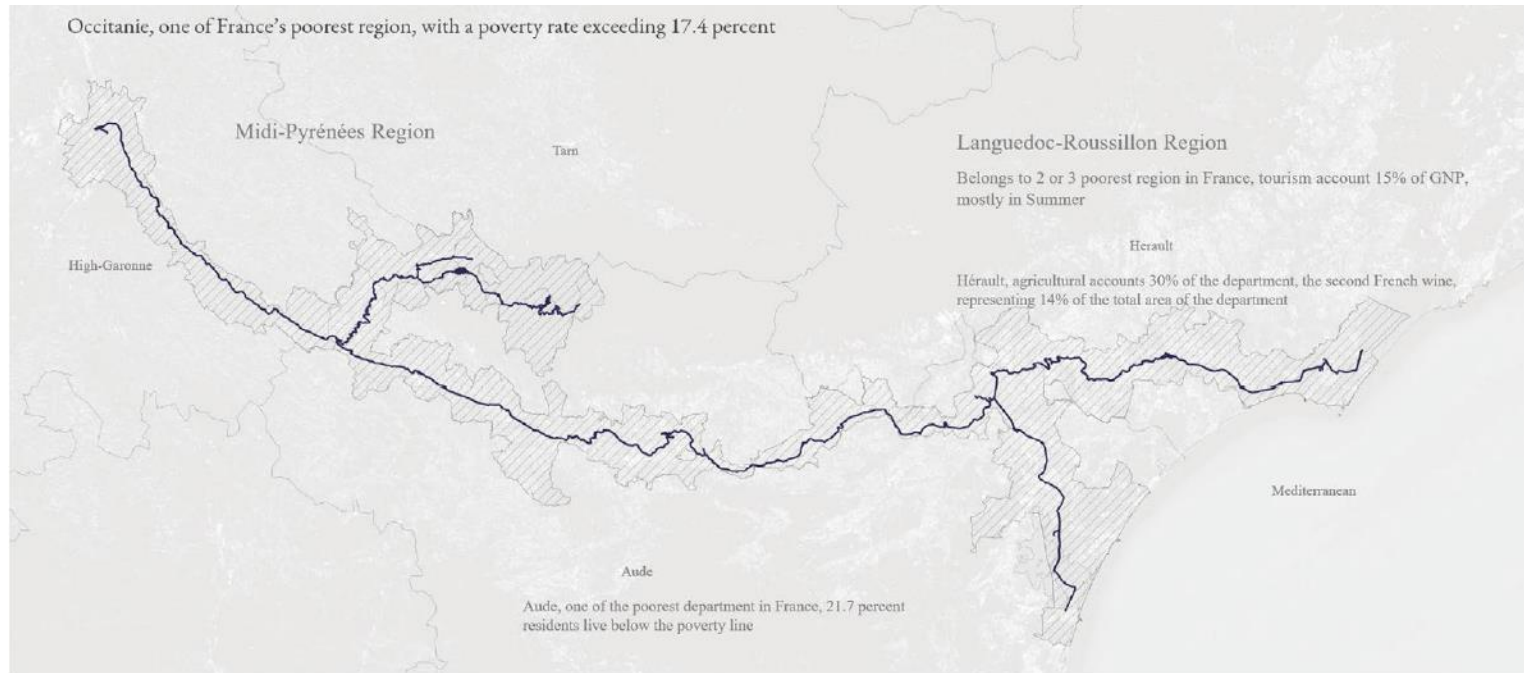 Occitanie, one of France's poorest region, with a poverty rate exceeding 17.4 percent
Midi-Pyrénées Region
Tarn
Languedoc-Roussillon Region
Belongs to 2 or 3 poorest region in France, tourism account 15% of GNP,
mostly in Summer
High-Garonne
Herault
Hérault, agricultural accounts 30% of the department, the second French wine,
representing 14% of the total area of the department
Mediterranean
Aude
Aude, one of the poorest department in France, 21.7 percent
residents live below the poverty line